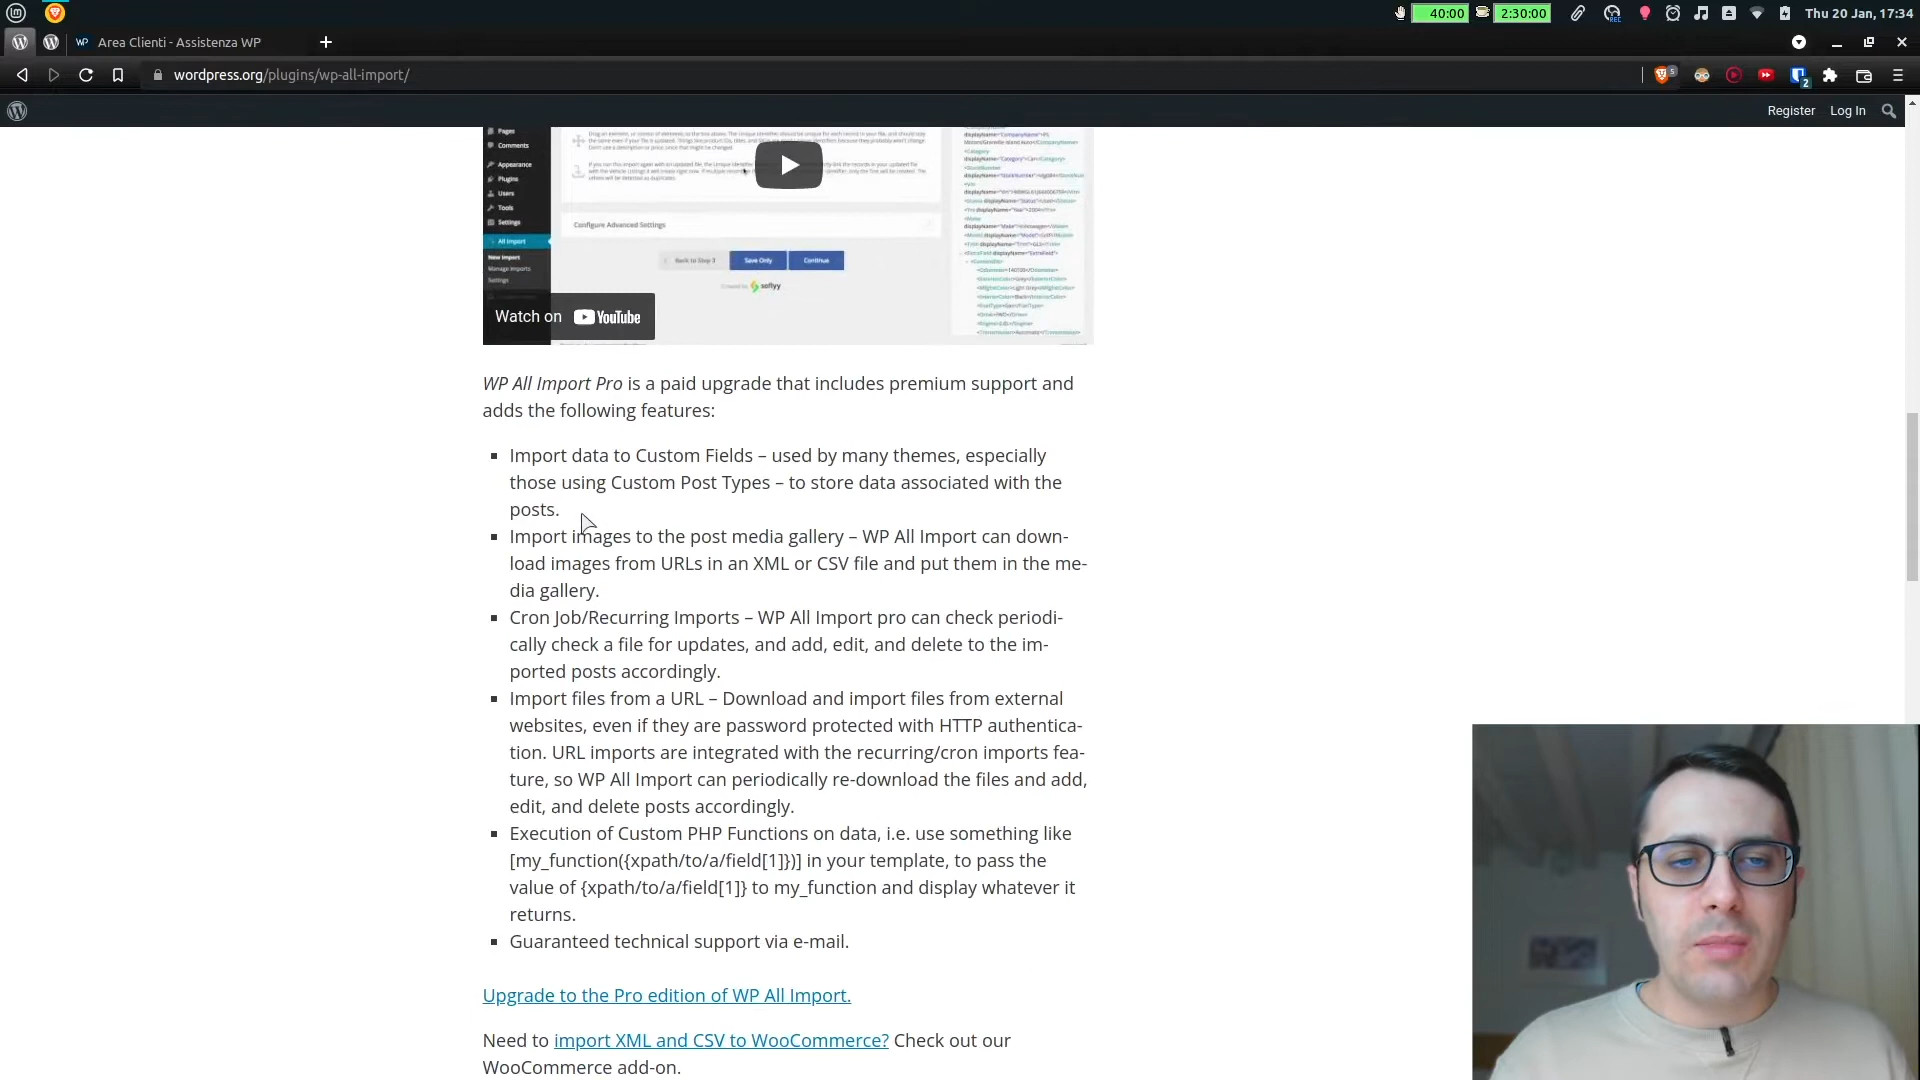 40:00
2:30:00
Thu 20 Jan, 17:34
Area Clienti - Assistenza WP
wordpress.org/plugins/wp-all-import/
Register
Log In
Pages
Comments
Appearance
Plugins
Users
Tools
Settings
All Import
New Import
Manage Imports
Settings
Configure Advanced Settings
Back to Step 3
Save Only
Continue
Created by soflyy
Watch on YouTube
WP All Import Pro is a paid upgrade that includes premium support and
adds the following features:
Import data to Custom Fields – used by many themes, especially
those using Custom Post Types – to store data associated with the
posts.
Import images to the post media gallery – WP All Import can down-
load images from URLs in an XML or CSV file and put them in the me-
dia gallery.
Cron Job/Recurring Imports – WP All Import pro can check periodi-
cally check a file for updates, and add, edit, and delete to the im-
ported posts accordingly.
Import files from a URL – Download and import files from external
websites, even if they are password protected with HTTP authentica-
tion. URL imports are integrated with the recurring/cron imports fea-
ture, so WP All Import can periodically re-download the files and add,
edit, and delete posts accordingly.
Execution of Custom PHP Functions on data, i.e. use something like
[my_function({xpath/to/a/field[1]})] in your template, to pass the
value of {xpath/to/a/field[1]} to my_function and display whatever it
returns.
Guaranteed technical support via e-mail.
Upgrade to the Pro edition of WP All Import.
Need to import XML and CSV to WooCommerce? Check out our
WooCommerce add-on.